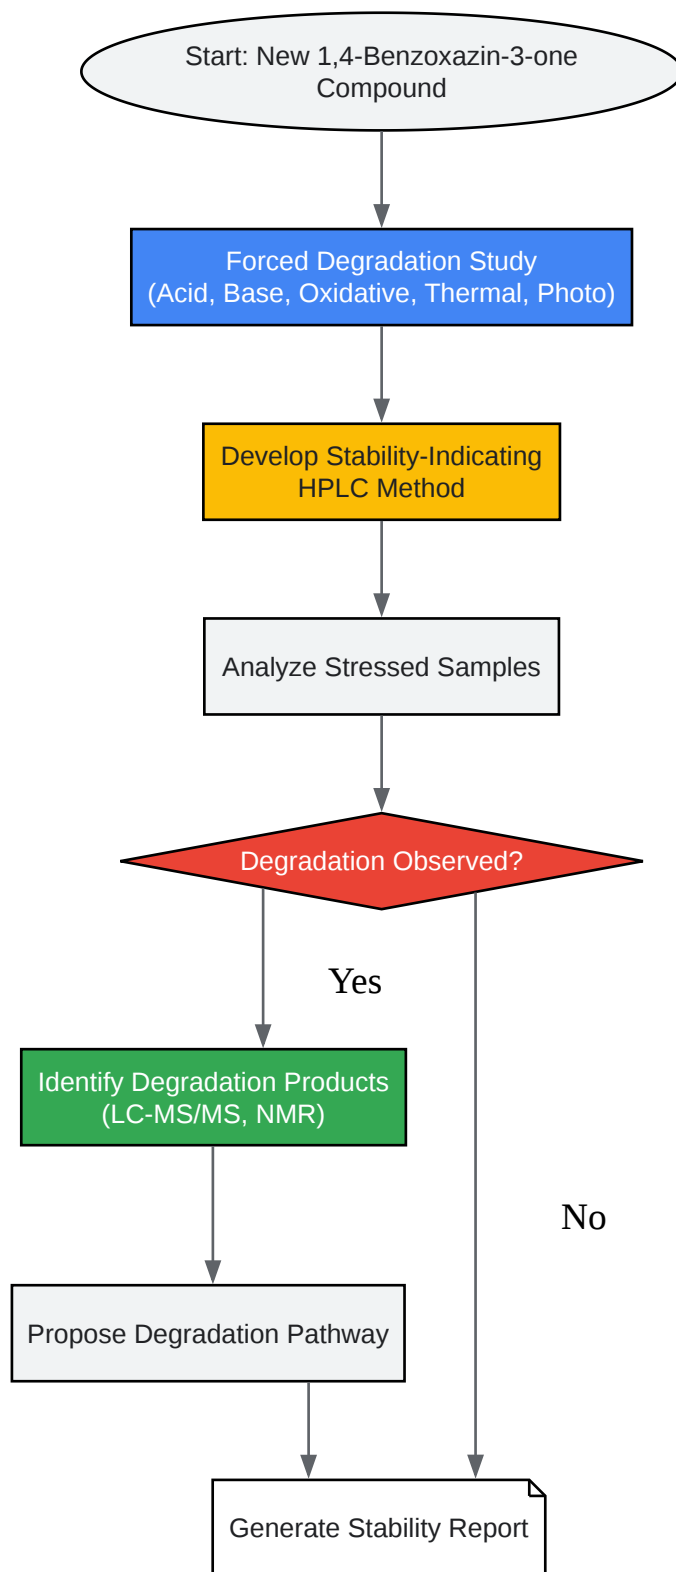 Start: New 1,4-Benzoxazin-3-one
Compound
Forced Degradation Study
(Acid, Base, Oxidative, Thermal, Photo)
Develop Stability-Indicating
HPLC Method
Analyze Stressed Samples
Degradation Observed?
Yes
Identify Degradation Products
(LC-MS/MS, NMR)
No
Propose Degradation Pathway
Generate Stability Report